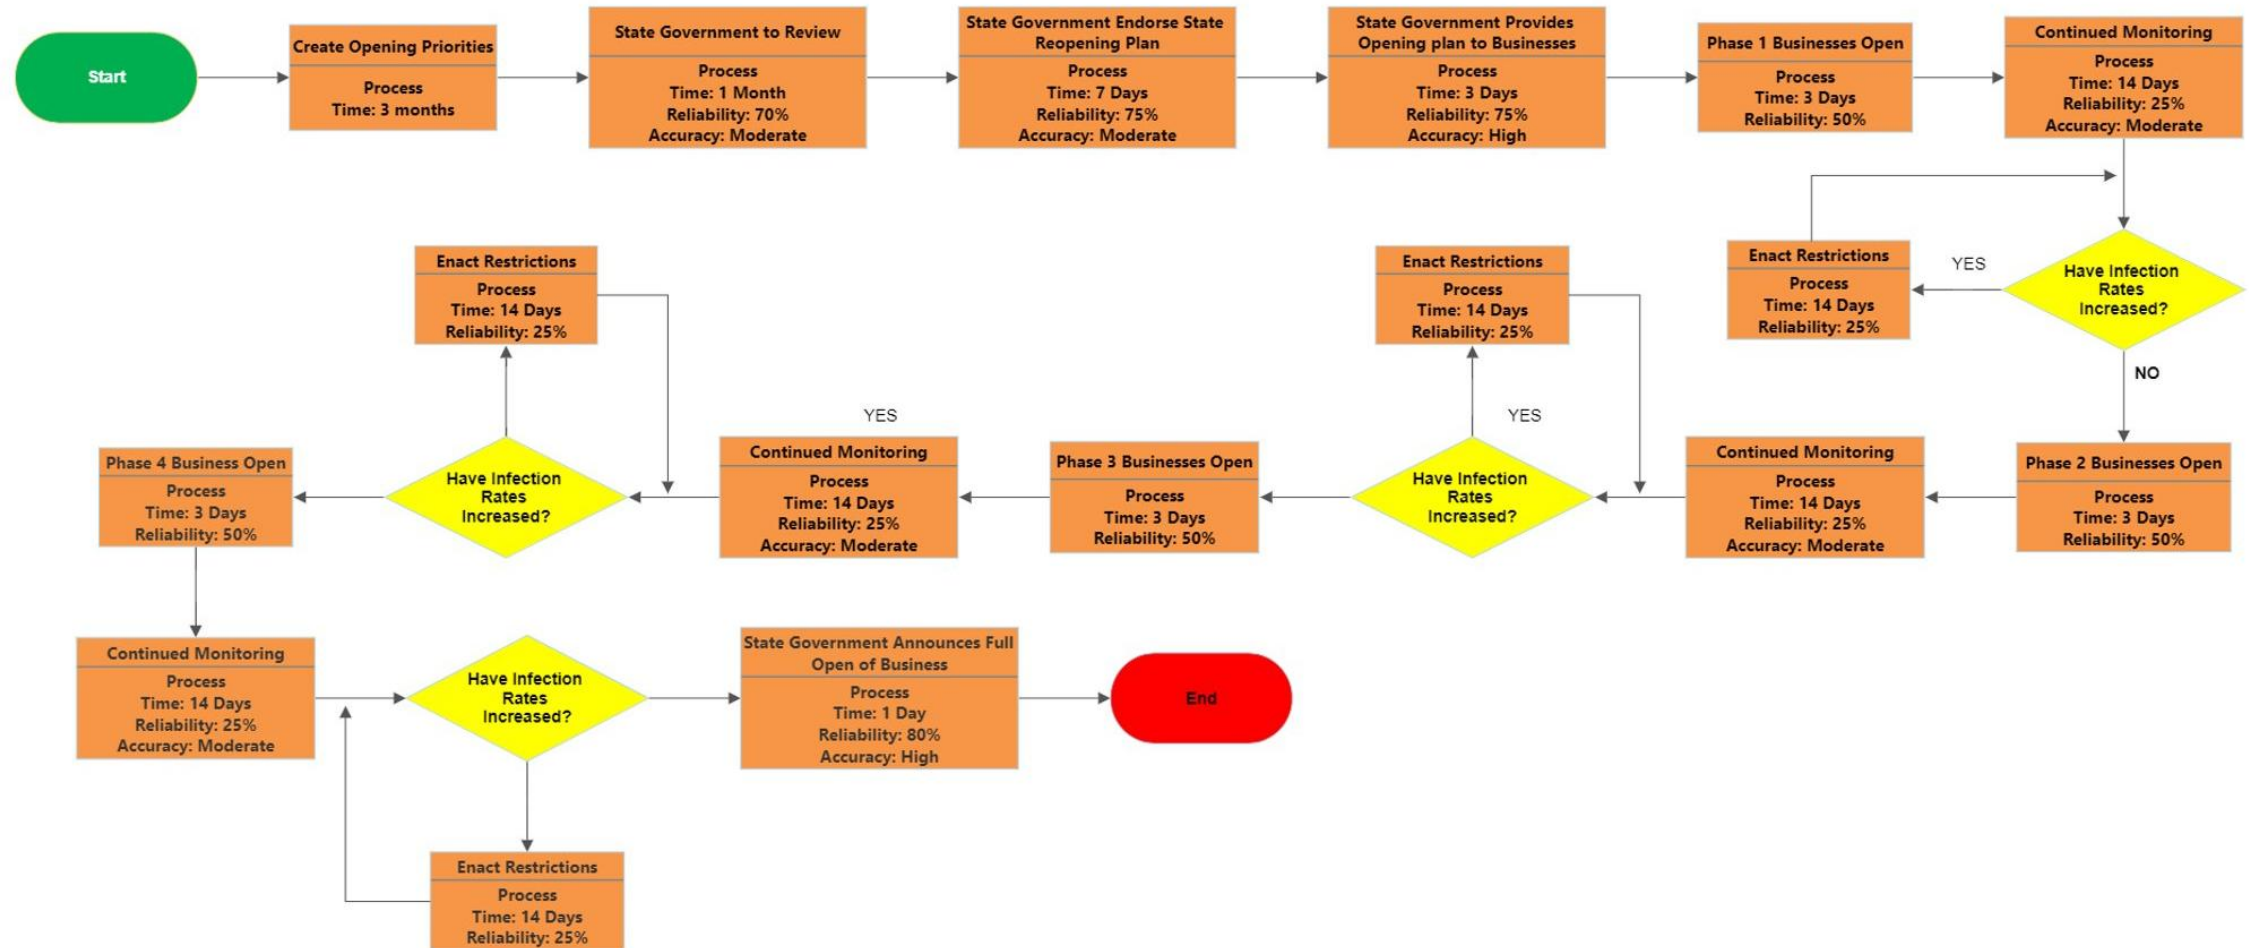 Start
Create Opening Priorities
Process
Time: 3 months
State Government to Review
Process
Time: 1 Month
Reliability: 70%
Accuracy: Moderate
State Government Endorse State
Reopening Plan
Process
Time: 7 Days
Reliability: 75%
Accuracy: Moderate
State Government Provides
Opening plan to Businesses
Process
Time: 3 Days
Reliability: 75%
Accuracy: High
Phase 1 Businesses Open
Process
Time: 3 Days
Reliability: 50%
Continued Monitoring
Process
Time: 14 Days
Reliability: 25%
Accuracy: Moderate
Have Infection
Rates
Increased?
YES
Enact Restrictions
Process
Time: 14 Days
Reliability: 25%
NO
Phase 2 Businesses Open
Process
Time: 3 Days
Reliability: 50%
Continued Monitoring
Process
Time: 14 Days
Reliability: 25%
Accuracy: Moderate
Have Infection
Rates
Increased?
YES
Enact Restrictions
Process
Time: 14 Days
Reliability: 25%
Phase 3 Businesses Open
Process
Time: 3 Days
Reliability: 50%
YES
Continued Monitoring
Process
Time: 14 Days
Reliability: 25%
Accuracy: Moderate
Have Infection
Rates
Increased?
Enact Restrictions
Process
Time: 14 Days
Reliability: 25%
Phase 4 Business Open
Process
Time: 3 Days
Reliability: 50%
Continued Monitoring
Process
Time: 14 Days
Reliability: 25%
Accuracy: Moderate
Have Infection
Rates
Increased?
Enact Restrictions
Process
Time: 14 Days
Reliability: 25%
State Government Announces Full
Open of Business
Process
Time: 1 Day
Reliability: 80%
Accuracy: High
End